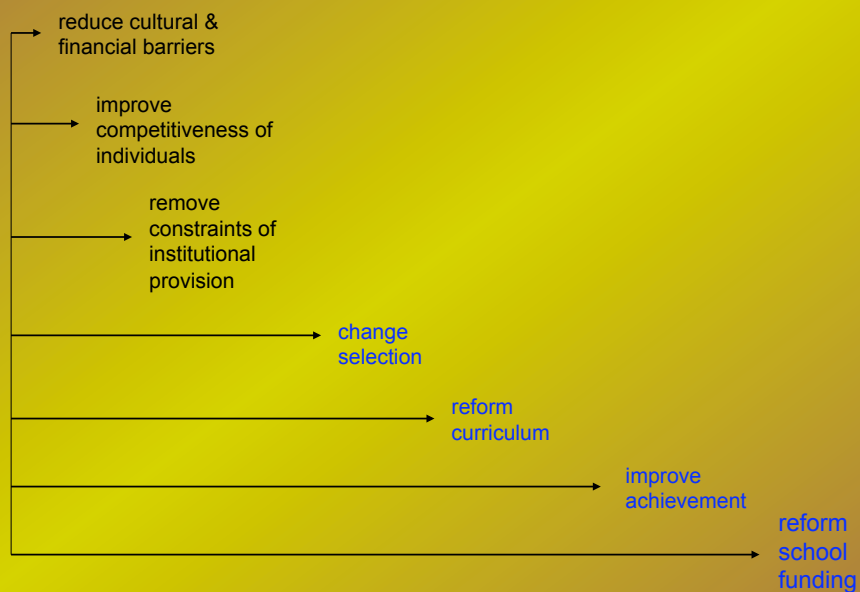 reduce cultural &
financial barriers
improve
competitiveness of
individuals
remove
constraints of
institutional
provision
change
selection
reform
curriculum
improve
achievement
reform
school
funding